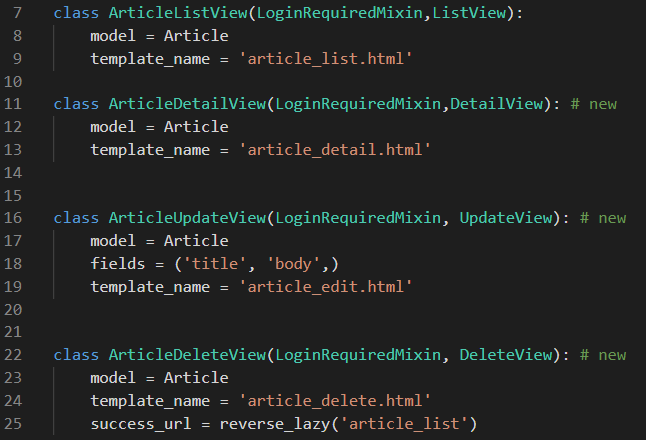 7 class ArticleListView(LoginRequiredMixin,ListView):
8     model = Article
9     template_name = 'article_list.html'
10
11 class ArticleDetailView(LoginRequiredMixin,DetailView): # new
12     model = Article
13     template_name = 'article_detail.html'
14
15
16 class ArticleUpdateView(LoginRequiredMixin, UpdateView): # new
17     model = Article
18     fields = ('title', 'body',)
19     template_name = 'article_edit.html'
20
21
22 class ArticleDeleteView(LoginRequiredMixin, DeleteView): # new
23     model = Article
24     template_name = 'article_delete.html'
25     success_url = reverse_lazy('article_list')